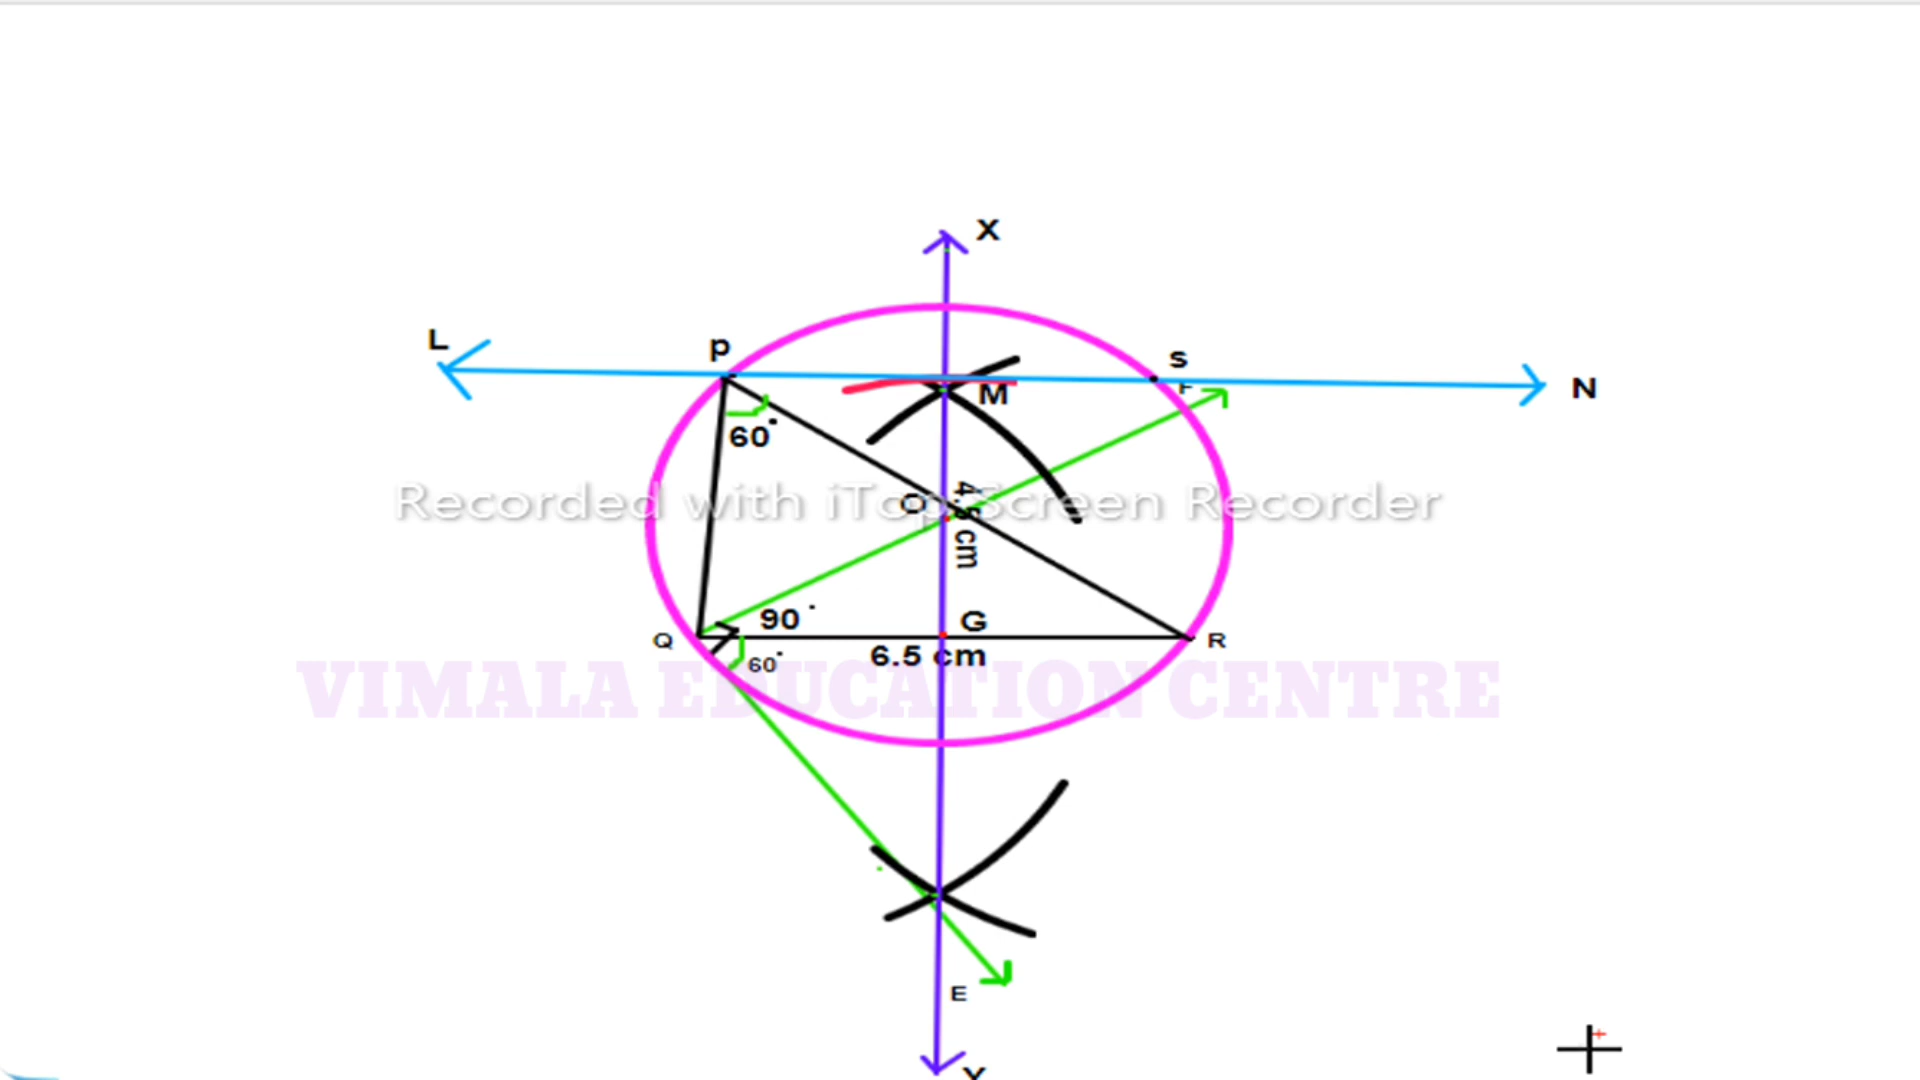 X
L
P
S
F
N
M
60°
Recorded with iTop Screen Recorder
O
4.5 cm
90°
G
Q
R
60°
6.5 cm
VIMALA EDUCATION CENTRE
E
Y